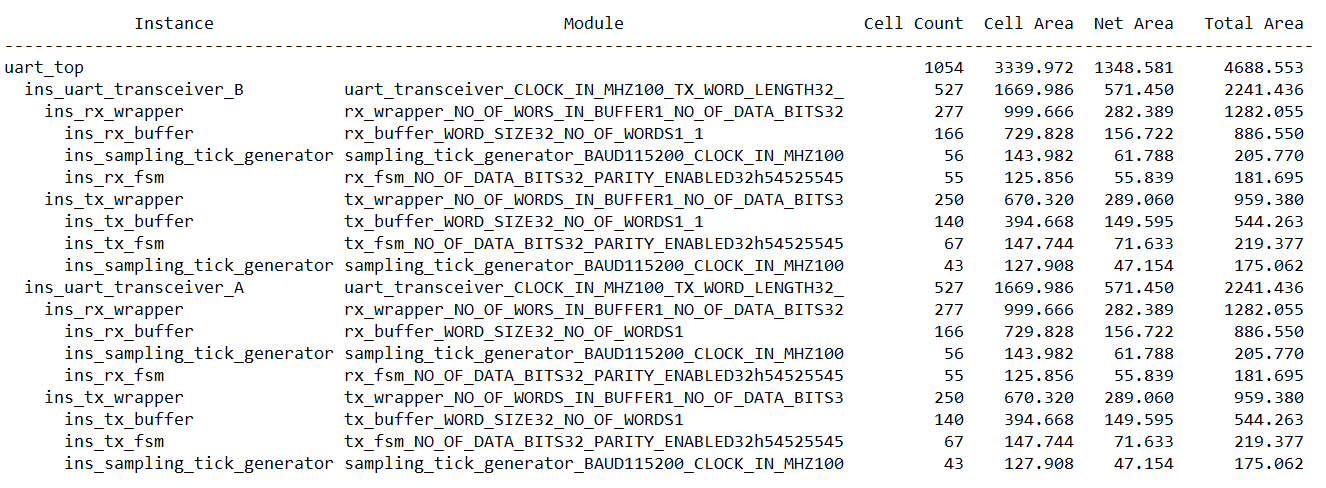 Instance Module Cell Count Cell Area Net Area Total Area
uart_top 1054 3339.972 1348.581 4688.553
ins_uart_transceiver_B uart_transceiver_CLOCK_IN_MHZ100_TX_WORD_LENGTH32_ 527 1669.986 571.450 2241.436
ins_rx_wrapper rx_wrapper_NO_OF_WORS_IN_BUFFER1_NO_OF_DATA_BITS32 277 999.666 282.389 1282.055
ins_rx_buffer rx_buffer_WORD_SIZE32_NO_OF_WORDS1_1 166 729.828 156.722 886.550
ins_sampling_tick_generator sampling_tick_generator_BAUD115200_CLOCK_IN_MHZ100 56 143.982 61.788 205.770
ins_rx_fsm rx_fsm_NO_OF_DATA_BITS32_PARITY_ENABLED32h54525545 55 125.856 55.839 181.695
ins_tx_wrapper tx_wrapper_NO_OF_WORDS_IN_BUFFER1_NO_OF_DATA_BITS3 250 670.320 289.060 959.380
ins_tx_buffer tx_buffer_WORD_SIZE32_NO_OF_WORDS1_1 140 394.668 149.595 544.263
ins_tx_fsm tx_fsm_NO_OF_DATA_BITS32_PARITY_ENABLED32h54525545 67 147.744 71.633 219.377
ins_sampling_tick_generator sampling_tick_generator_BAUD115200_CLOCK_IN_MHZ100 43 127.908 47.154 175.062
ins_uart_transceiver_A uart_transceiver_CLOCK_IN_MHZ100_TX_WORD_LENGTH32_ 527 1669.986 571.450 2241.436
ins_rx_wrapper rx_wrapper_NO_OF_WORS_IN_BUFFER1_NO_OF_DATA_BITS32 277 999.666 282.389 1282.055
ins_rx_buffer rx_buffer_WORD_SIZE32_NO_OF_WORDS1 166 729.828 156.722 886.550
ins_sampling_tick_generator sampling_tick_generator_BAUD115200_CLOCK_IN_MHZ100 56 143.982 61.788 205.770
ins_rx_fsm rx_fsm_NO_OF_DATA_BITS32_PARITY_ENABLED32h54525545 55 125.856 55.839 181.695
ins_tx_wrapper tx_wrapper_NO_OF_WORDS_IN_BUFFER1_NO_OF_DATA_BITS3 250 670.320 289.060 959.380
ins_tx_buffer tx_buffer_WORD_SIZE32_NO_OF_WORDS1 140 394.668 149.595 544.263
ins_tx_fsm tx_fsm_NO_OF_DATA_BITS32_PARITY_ENABLED32h54525545 67 147.744 71.633 219.377
ins_sampling_tick_generator sampling_tick_generator_BAUD115200_CLOCK_IN_MHZ100 43 127.908 47.154 175.062